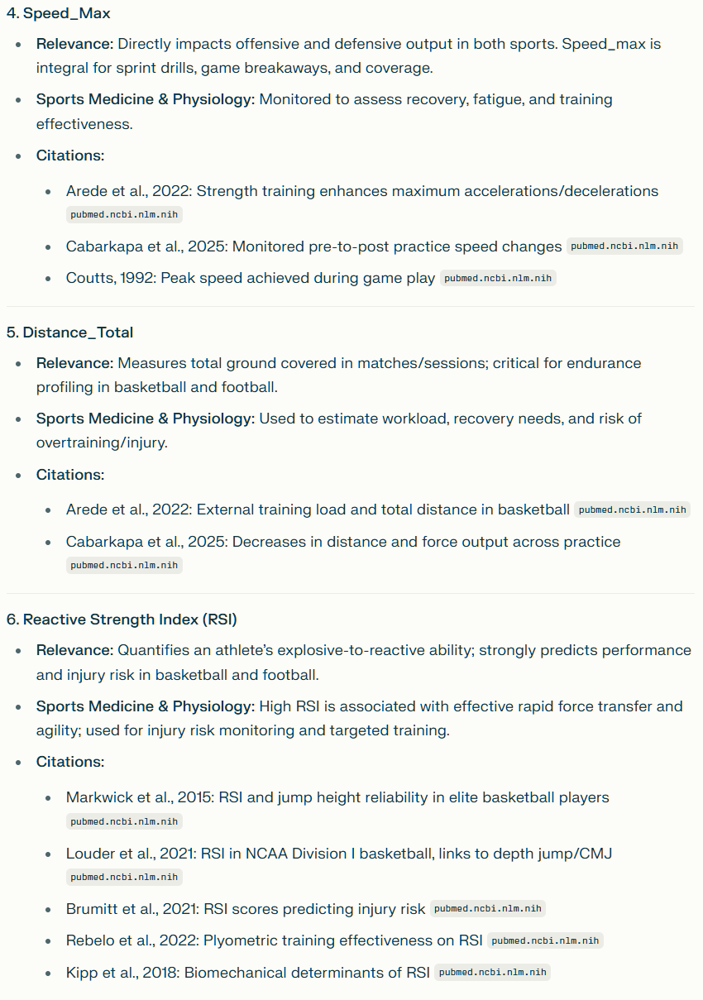 4. Speed_Max
Relevance: Directly impacts offensive and defensive output in both sports. Speed_max is
integral for sprint drills, game breakaways, and coverage.
Sports Medicine & Physiology: Monitored to assess recovery, fatigue, and training
effectiveness.
Citations:
Arede et al., 2022: Strength training enhances maximum accelerations/decelerations
pubmed.ncbi.nlm.nih
Cabarkapa et al., 2025: Monitored pre-to-post practice speed changes pubmed.ncbi.nlm.nih
Coutts, 1992: Peak speed achieved during game play pubmed.ncbi.nlm.nih
5. Distance_Total
Relevance: Measures total ground covered in matches/sessions; critical for endurance
profiling in basketball and football.
Sports Medicine & Physiology: Used to estimate workload, recovery needs, and risk of
overtraining/injury.
Citations:
Arede et al., 2022: External training load and total distance in basketball pubmed.ncbi.nlm.nih
Cabarkapa et al., 2025: Decreases in distance and force output across practice
pubmed.ncbi.nlm.nih
6. Reactive Strength Index (RSI)
Relevance: Quantifies an athlete's explosive-to-reactive ability; strongly predicts performance
and injury risk in basketball and football.
Sports Medicine & Physiology: High RSI is associated with effective rapid force transfer and
agility; used for injury risk monitoring and targeted training.
Citations:
Markwick et al., 2015: RSI and jump height reliability in elite basketball players
pubmed.ncbi.nlm.nih
Louder et al., 2021: RSI in NCAA Division I basketball, links to depth jump/CMJ
pubmed.ncbi.nlm.nih
Brumitt et al., 2021: RSI scores predicting injury risk pubmed.ncbi.nlm.nih
Rebelo et al., 2022: Plyometric training effectiveness on RSI pubmed.ncbi.nlm.nih
Kipp et al., 2018: Biomechanical determinants of RSI pubmed.ncbi.nlm.nih